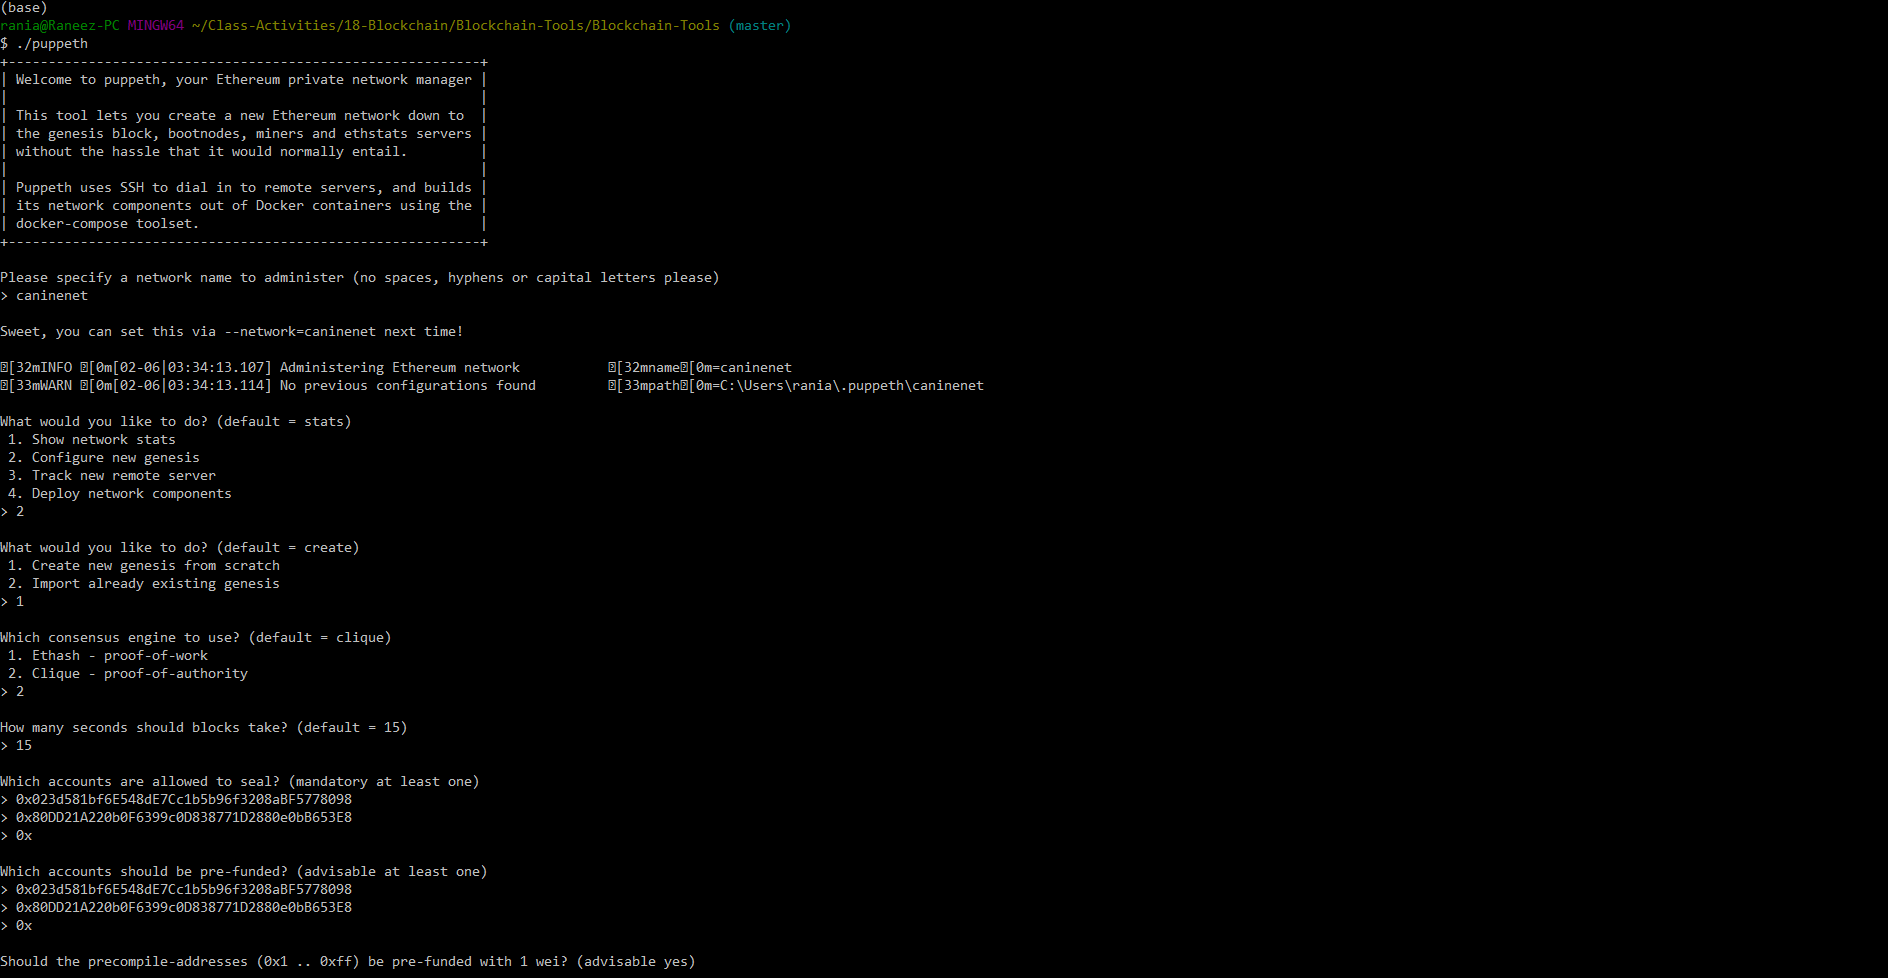 (base)
rania@Raneez-PC MINGW64 ~/Class-Activities/18-Blockchain/Blockchain-Tools/Blockchain-Tools (master)
$ ./puppeth
+-----------------------------------------------------------+
| Welcome to puppeth, your Ethereum private network manager |
|                                                           |
| This tool lets you create a new Ethereum network down to  |
| the genesis block, bootnodes, miners and ethstats servers |
| without the hassle that it would normally entail.         |
|                                                           |
| Puppeth uses SSH to dial in to remote servers, and builds |
| its network components out of Docker containers using the |
| docker-compose toolset.                                   |
+-----------------------------------------------------------+
Please specify a network name to administer (no spaces, hyphens or capital letters please)
> caninenet
Sweet, you can set this via --network=caninenet next time!
[32mINFO [0m[02-06|03:34:13.107] Administering Ethereum network           [32mname[0m=caninenet
[33mWARN [0m[02-06|03:34:13.114] No previous configurations found         [33mpath[0m=C:\Users\rania\.puppeth\caninenet
What would you like to do? (default = stats)
1. Show network stats
2. Configure new genesis
3. Track new remote server
4. Deploy network components
> 2
What would you like to do? (default = create)
1. Create new genesis from scratch
2. Import already existing genesis
> 1
Which consensus engine to use? (default = clique)
1. Ethash - proof-of-work
2. Clique - proof-of-authority
> 2
How many seconds should blocks take? (default = 15)
> 15
Which accounts are allowed to seal? (mandatory at least one)
> 0x023d581bf6E548dE7Cc1b5b96f3208aBF5778098
> 0x80DD21A220b0F6399c0D838771D2880e0bB653E8
> 0x
Which accounts should be pre-funded? (advisable at least one)
> 0x023d581bf6E548dE7Cc1b5b96f3208aBF5778098
> 0x80DD21A220b0F6399c0D838771D2880e0bB653E8
> 0x
Should the precompile-addresses (0x1 .. 0xff) be pre-funded with 1 wei? (advisable yes)